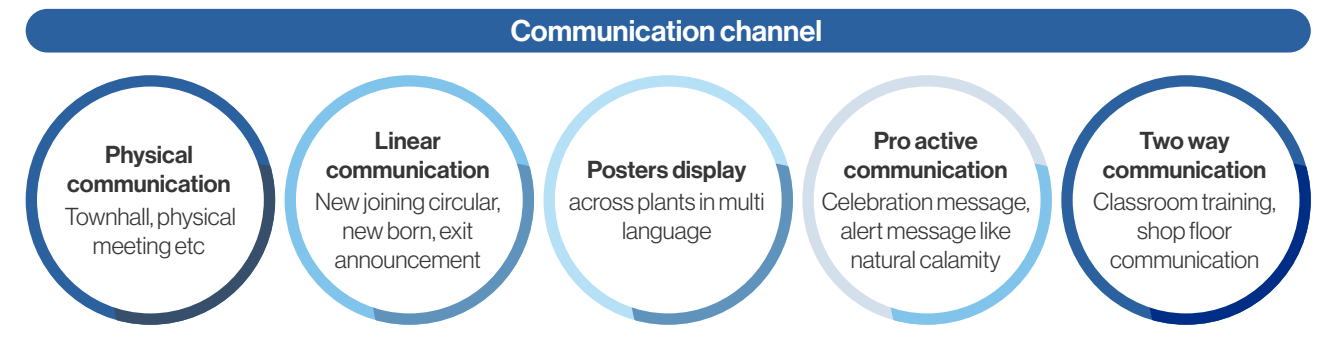 Communication channel
Physical
communication
Townhall, physical
meeting etc
Linear
communication
New joining circular,
new born, exit
announcement
Posters display
across plants in multi
language
Pro active
communication
Celebration message,
alert message like
natural calamity
Two way
communication
Classroom training,
shop floor
communication